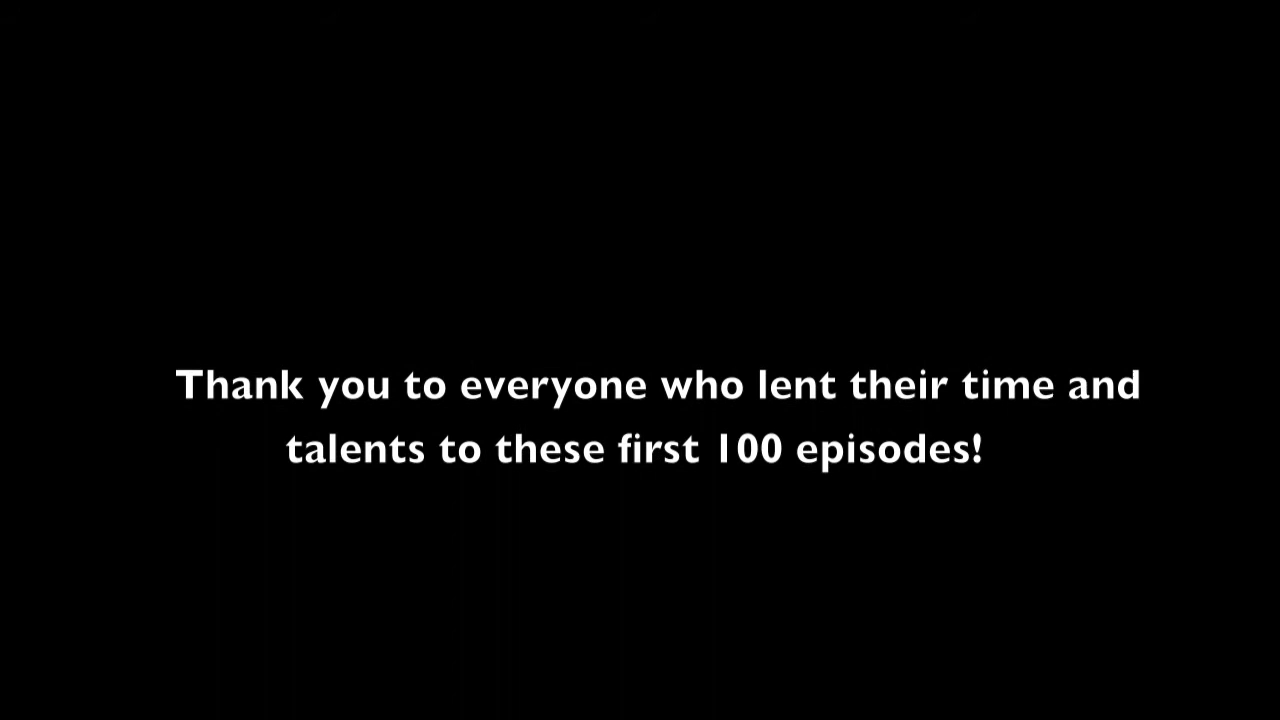 Thank you to everyone who lent their time and
talents to these first 100 episodes!